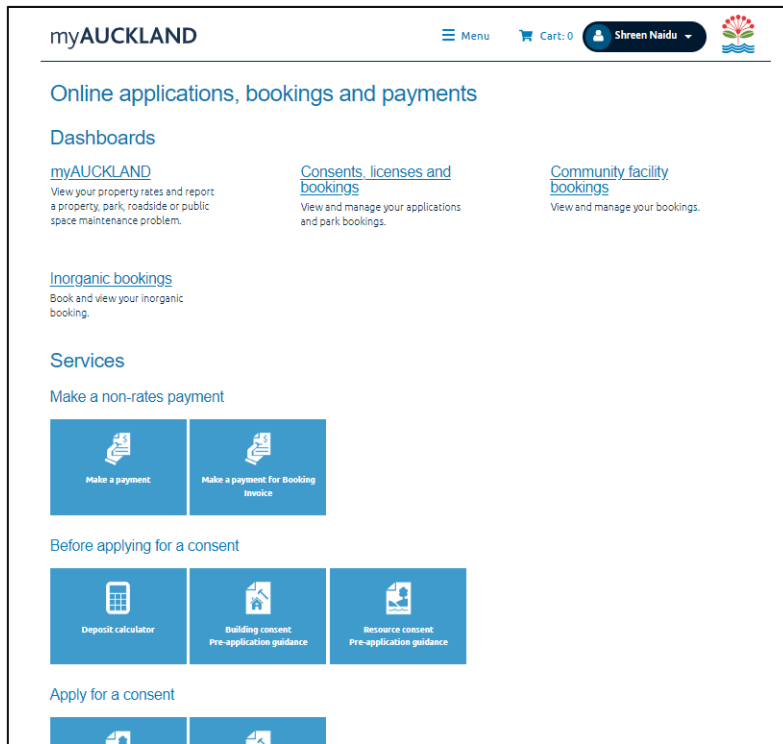 myAUCKLAND
Menu
Cart: 0
Shreen Naidu
Online applications, bookings and payments
Dashboards
myAUCKLAND
View your property rates and report
a property, park, roadside or public
space maintenance problem.
Consents, licenses and
bookings
View and manage your applications
and park bookings.
Community facility
bookings
View and manage your bookings.
Inorganic bookings
Book and view your inorganic
booking.
Services
Make a non-rates payment
Make a payment
Make a payment for Booking
Invoice
Before applying for a consent
Deposit calculator
Building consent
Pre-application guidance
Resource consent
Pre-application guidance
Apply for a consent